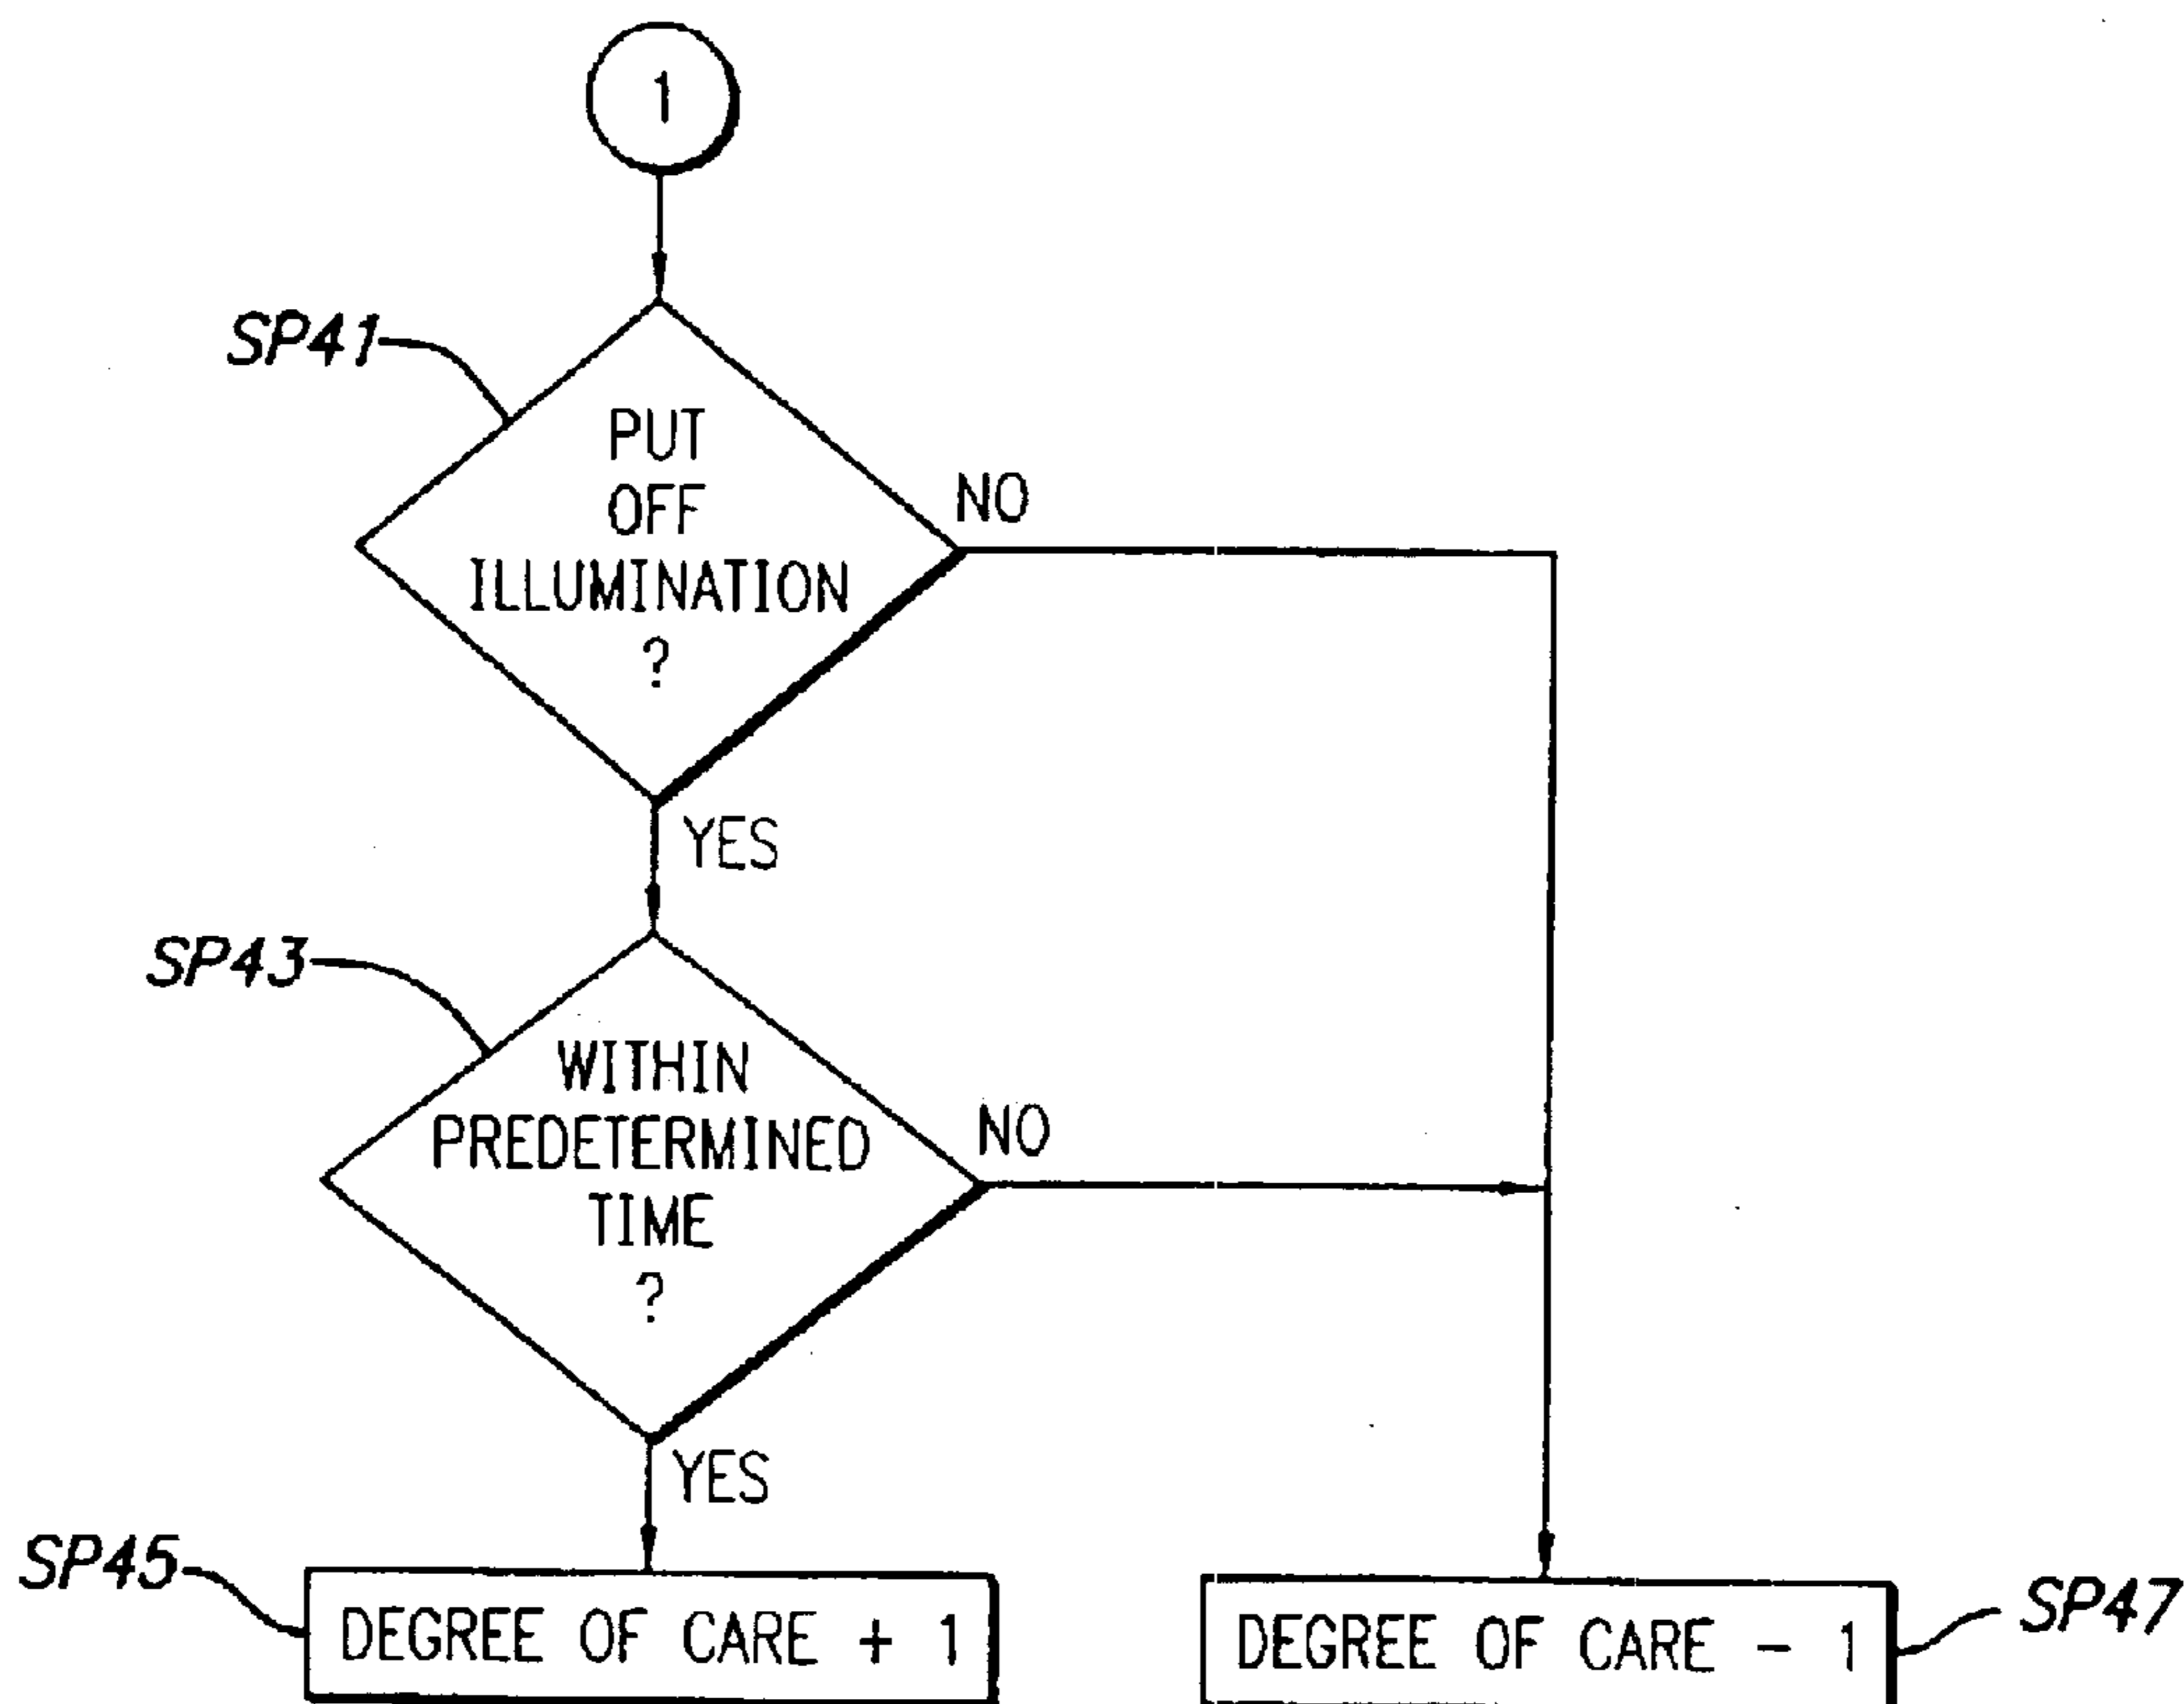 1
SP41
PUT
OFF
ILLUMINATION
?
NO
YES
SP43
WITHIN
PREDETERMINED
TIME
?
NO
YES
SP45
DEGREE OF CARE + 1
DEGREE OF CARE - 1
SP47